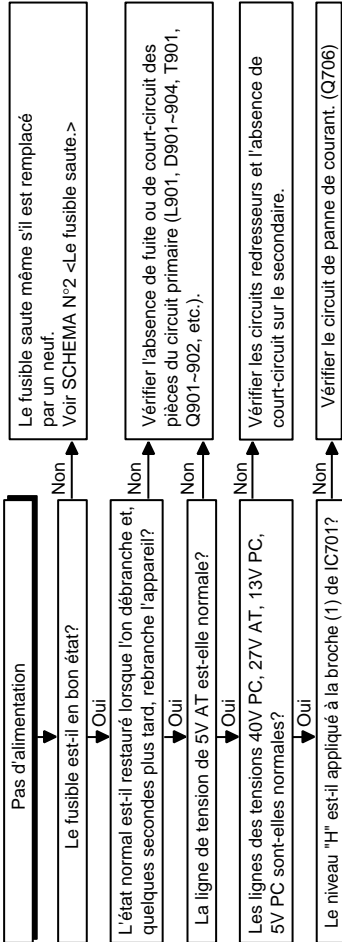 Pas d'alimentation
Le fusible est-il en bon état?
Non
Le fusible saute même s'il est remplacé
par un neuf.
Voir SCHEMA N°2 <Le fusible saute.>
Oui
L'état normal est-il restauré lorsque l'on débranche et,
quelques secondes plus tard, rebranche l'appareil?
Non
Vérifier l'absence de fuite ou de court-circuit des
pièces du circuit primaire (L901, D901~904, T901,
Q901~902, etc.).
Oui
La ligne de tension de 5V AT est-elle normale?
Non
Oui
Les lignes des tensions 40V PC, 27V AT, 13V PC,
5V PC sont-elles normales?
Non
Vérifier les circuits redresseurs et l'absence de
court-circuit sur le secondaire.
Oui
Le niveau "H" est-il appliqué à la broche (1) de IC701?
Non
Vérifier le circuit de panne de courant. (Q706)